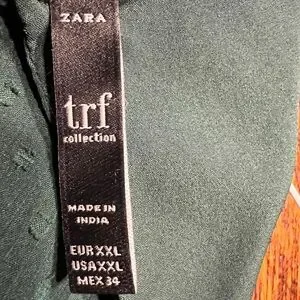 ZARA
trf
collection
MADE IN
INDIA
EUR XXL
USA XXL
MEX 34